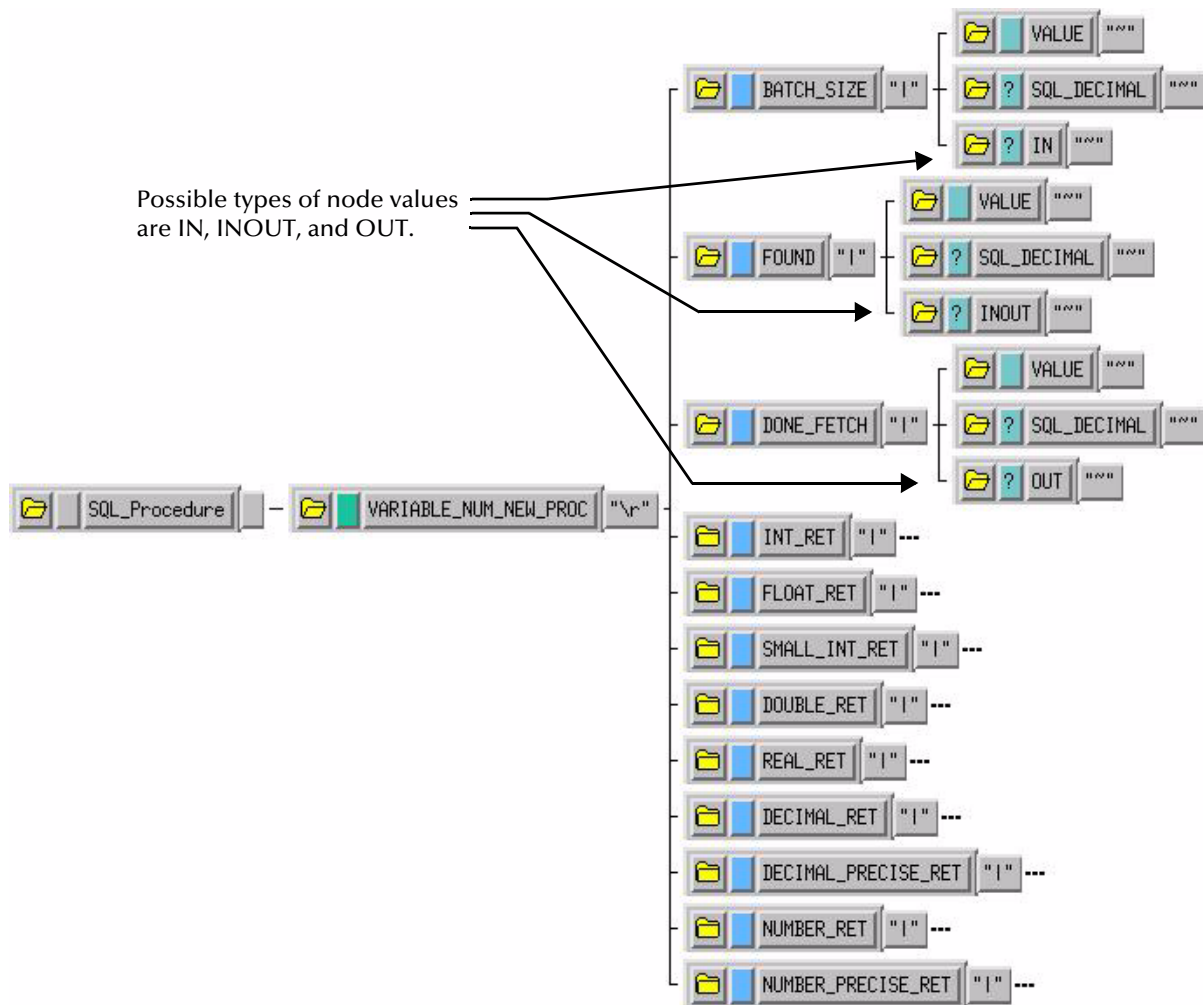 VALUE "~"
BATCH_SIZE "|" ? SQL_DECIMAL "~"
? IN "~"
Possible types of node values
are IN, INOUT, and OUT.
VALUE "~"
FOUND "|" ? SQL_DECIMAL "~"
? INOUT "~"
VALUE "~"
DONE_FETCH "|" ? SQL_DECIMAL "~"
? OUT "~"
SQL_Procedure VARIABLE_NUM_NEW_PROC "\r"
INT_RET "|"
FLOAT_RET "|"
SMALL_INT_RET "|"
DOUBLE_RET "|"
REAL_RET "|"
DECIMAL_RET "|"
DECIMAL_PRECISE_RET "|"
NUMBER_RET "|"
NUMBER_PRECISE_RET "|"